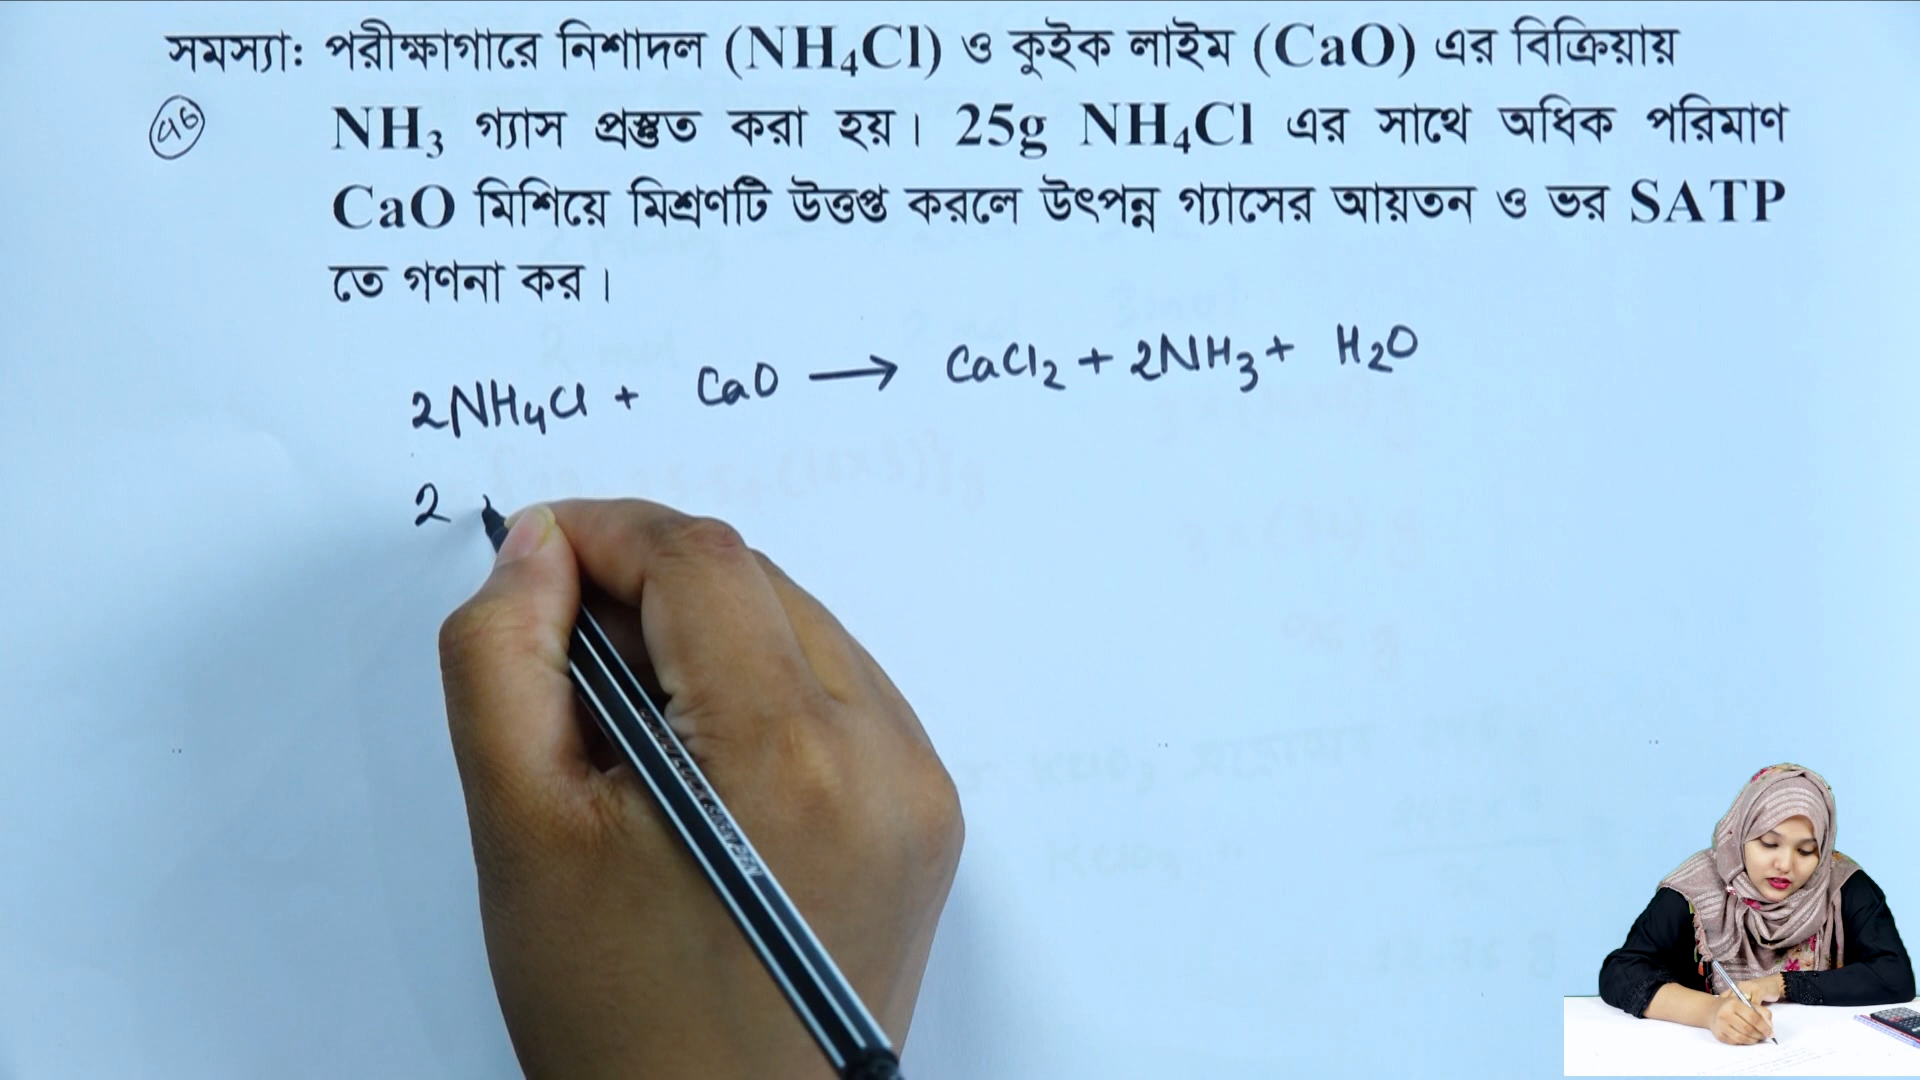 সমস্যাঃ পরীক্ষাগারে নিশাদল (NH₄Cl) ও কুইক লাইম (CaO) এর বিক্রিয়ায়
NH₃ গ্যাস প্রস্তুত করা হয়। 25g NH₄Cl এর সাথে অধিক পরিমাণ
CaO মিশিয়ে মিশ্রণটি উত্তপ্ত করলে উৎপন্ন গ্যাসের আয়তন ও ভর SATP
তে গণনা কর।
2NH₄Cl + CaO ⟶ CaCl₂ + 2NH₃ + H₂O
2